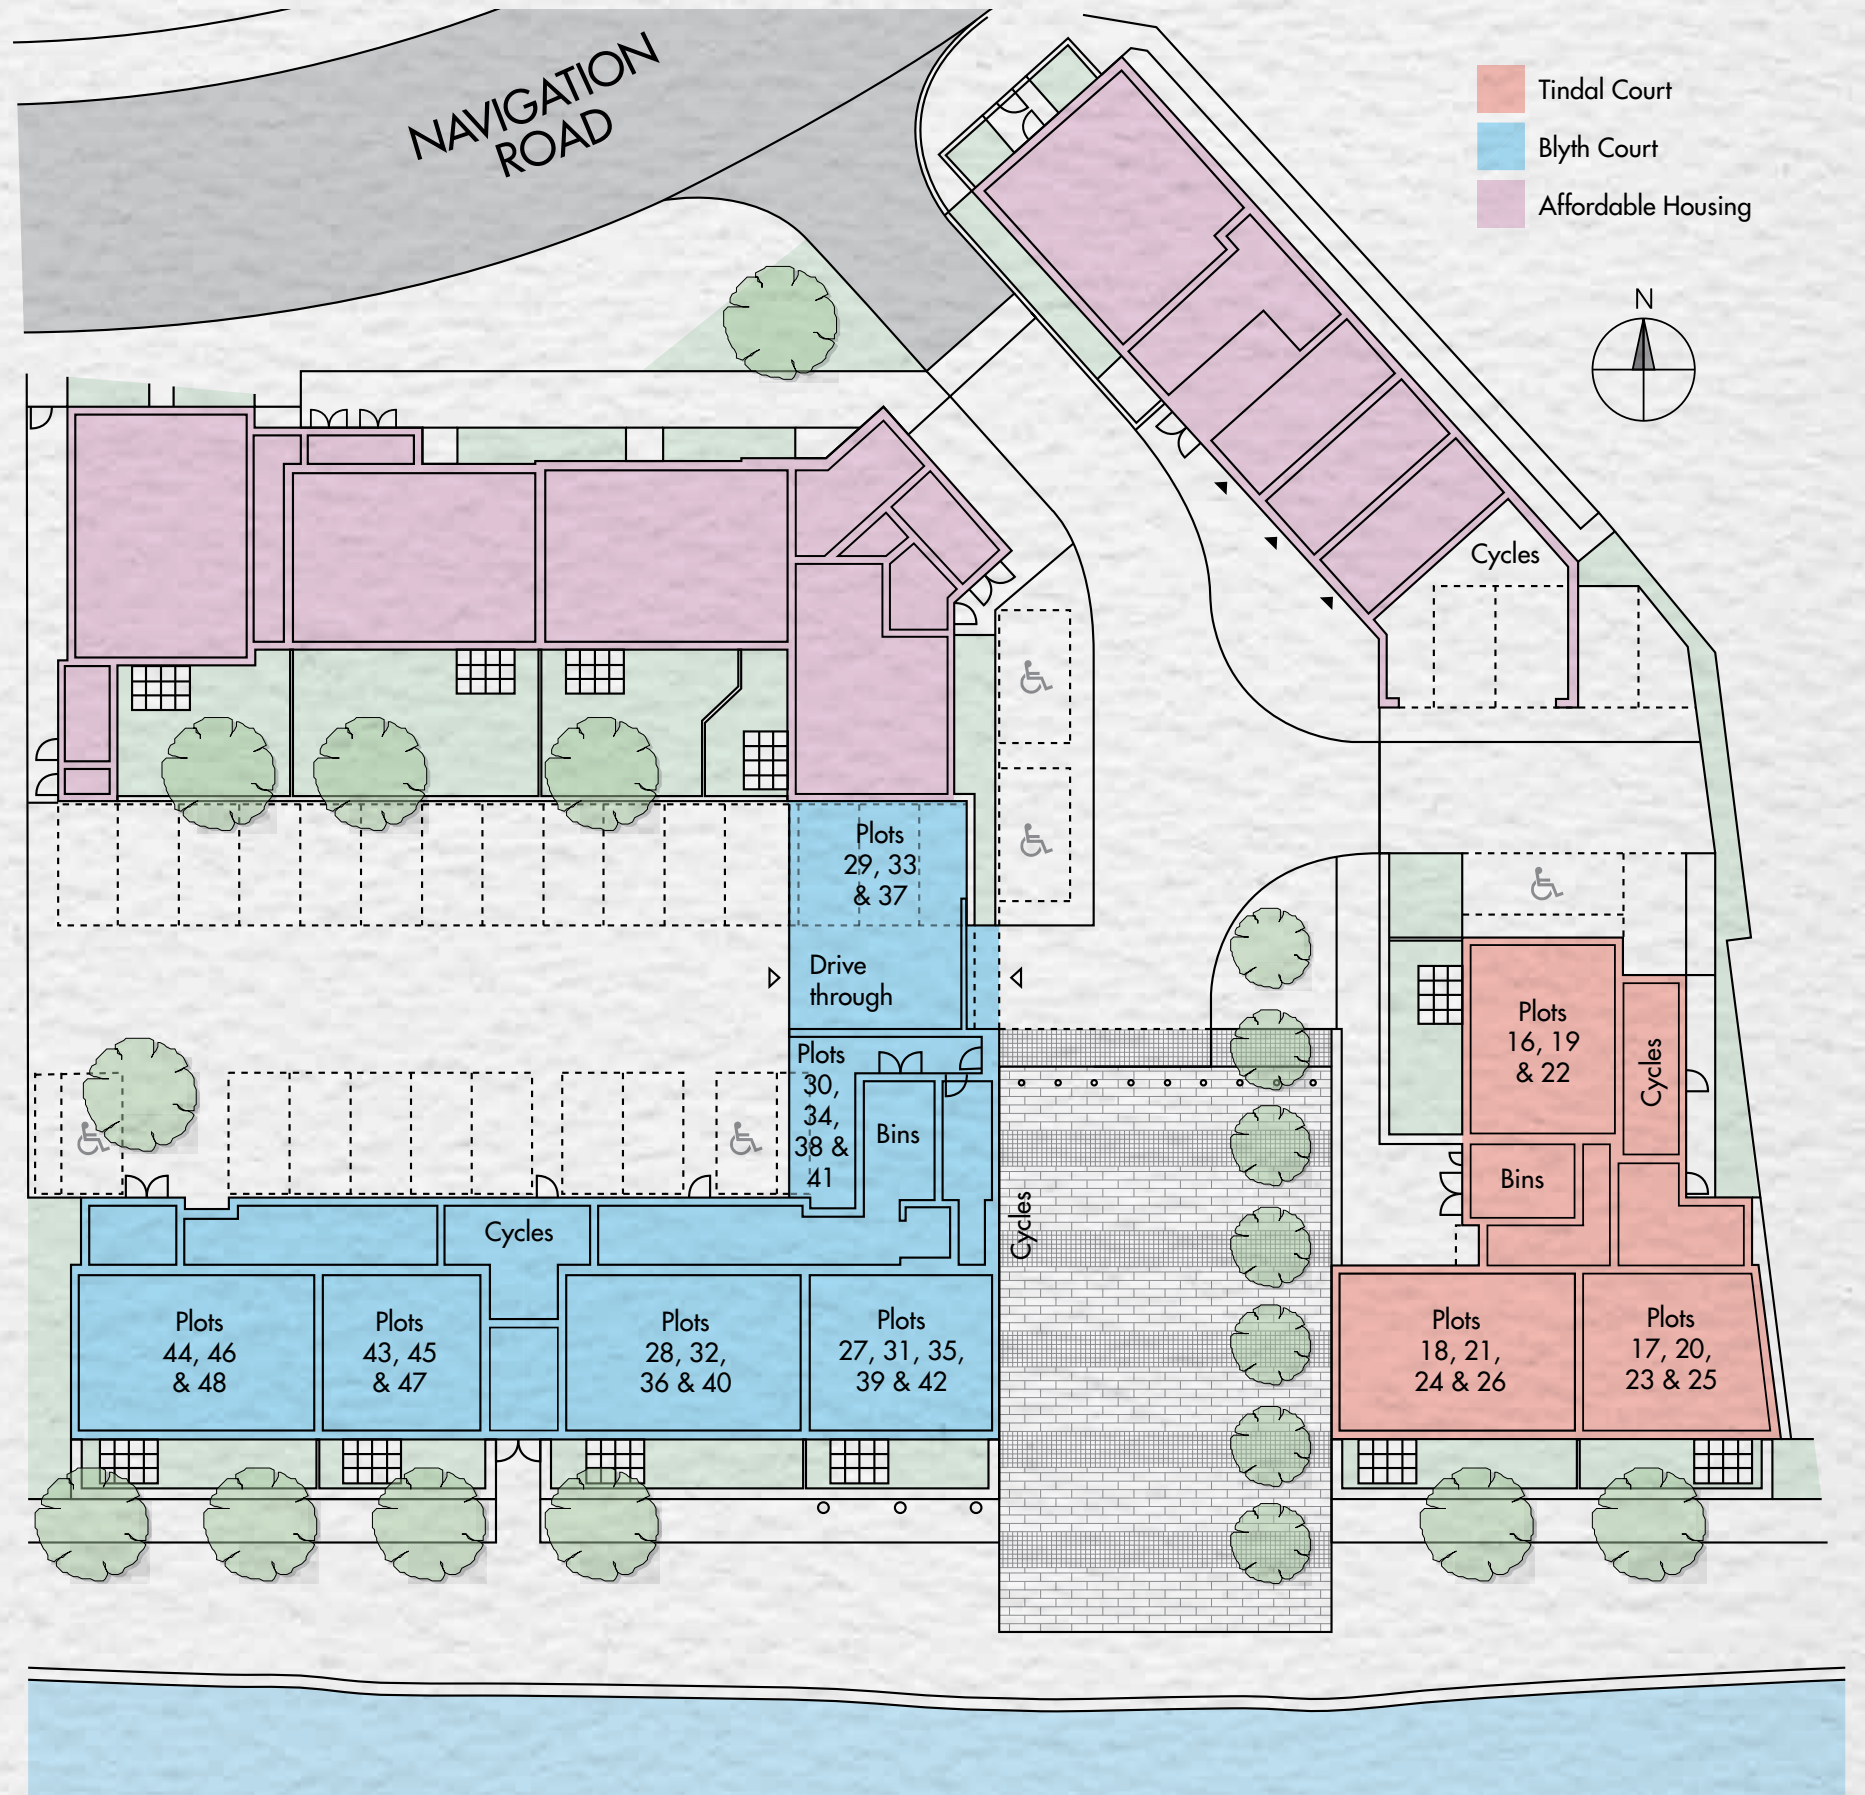 NAVIGATION
ROAD
Tindal Court
Blyth Court
Affordable Housing
N
Cycles
Plots
29, 33
& 37
Drive
through
Plots
30,
34,
38 &
41
Bins
Cycles
Plots
44, 46
& 48
Plots
43, 45
& 47
Plots
28, 32,
36 & 40
Plots
27, 31, 35,
39 & 42
Cycles
Plots
16, 19
& 22
Cycles
Bins
Plots
18, 21,
24 & 26
Plots
17, 20,
23 & 25